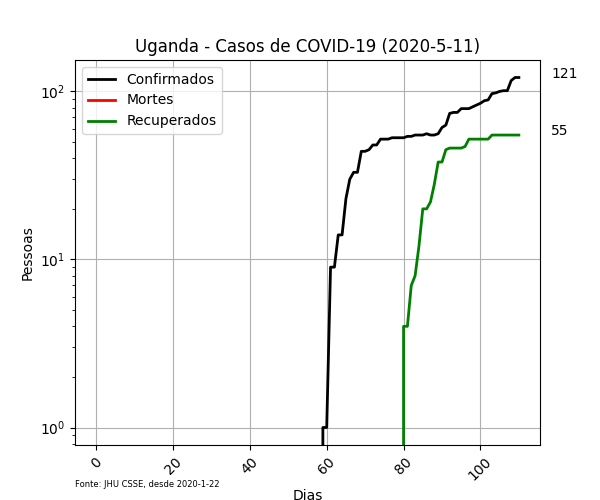 Uganda - Casos de COVID-19 (2020-5-11)
Confirmados
Mortes
Recuperados
121
55
10²
10¹
10⁰
Pessoas
0 20 40 60 80 100
Fonte: JHU CSSE, desde 2020-1-22
Dias